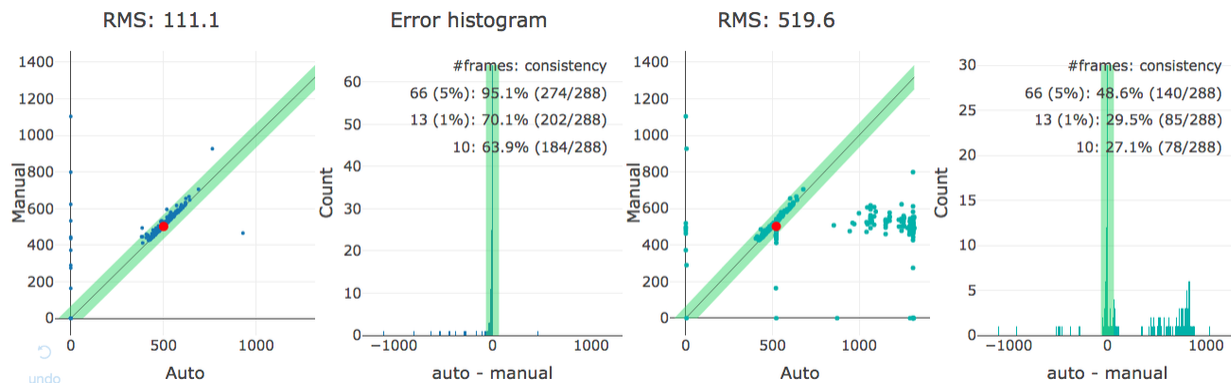 RMS: 111.1
Error histogram
RMS: 519.6
Manual
1400
1200
1000
800
600
400
200
0
0
500
1000
Auto
undo
Count
60
50
40
30
20
10
0
#frames: consistency
66 (5%): 95.1% (274/288)
13 (1%): 70.1% (202/288)
10: 63.9% (184/288)
−1000
0
1000
auto - manual
Manual
1400
1200
1000
800
600
400
200
0
0
500
1000
Auto
Count
30
25
20
15
10
5
0
#frames: consistency
66 (5%): 48.6% (140/288)
13 (1%): 29.5% (85/288)
10: 27.1% (78/288)
−1000
0
1000
auto - manual